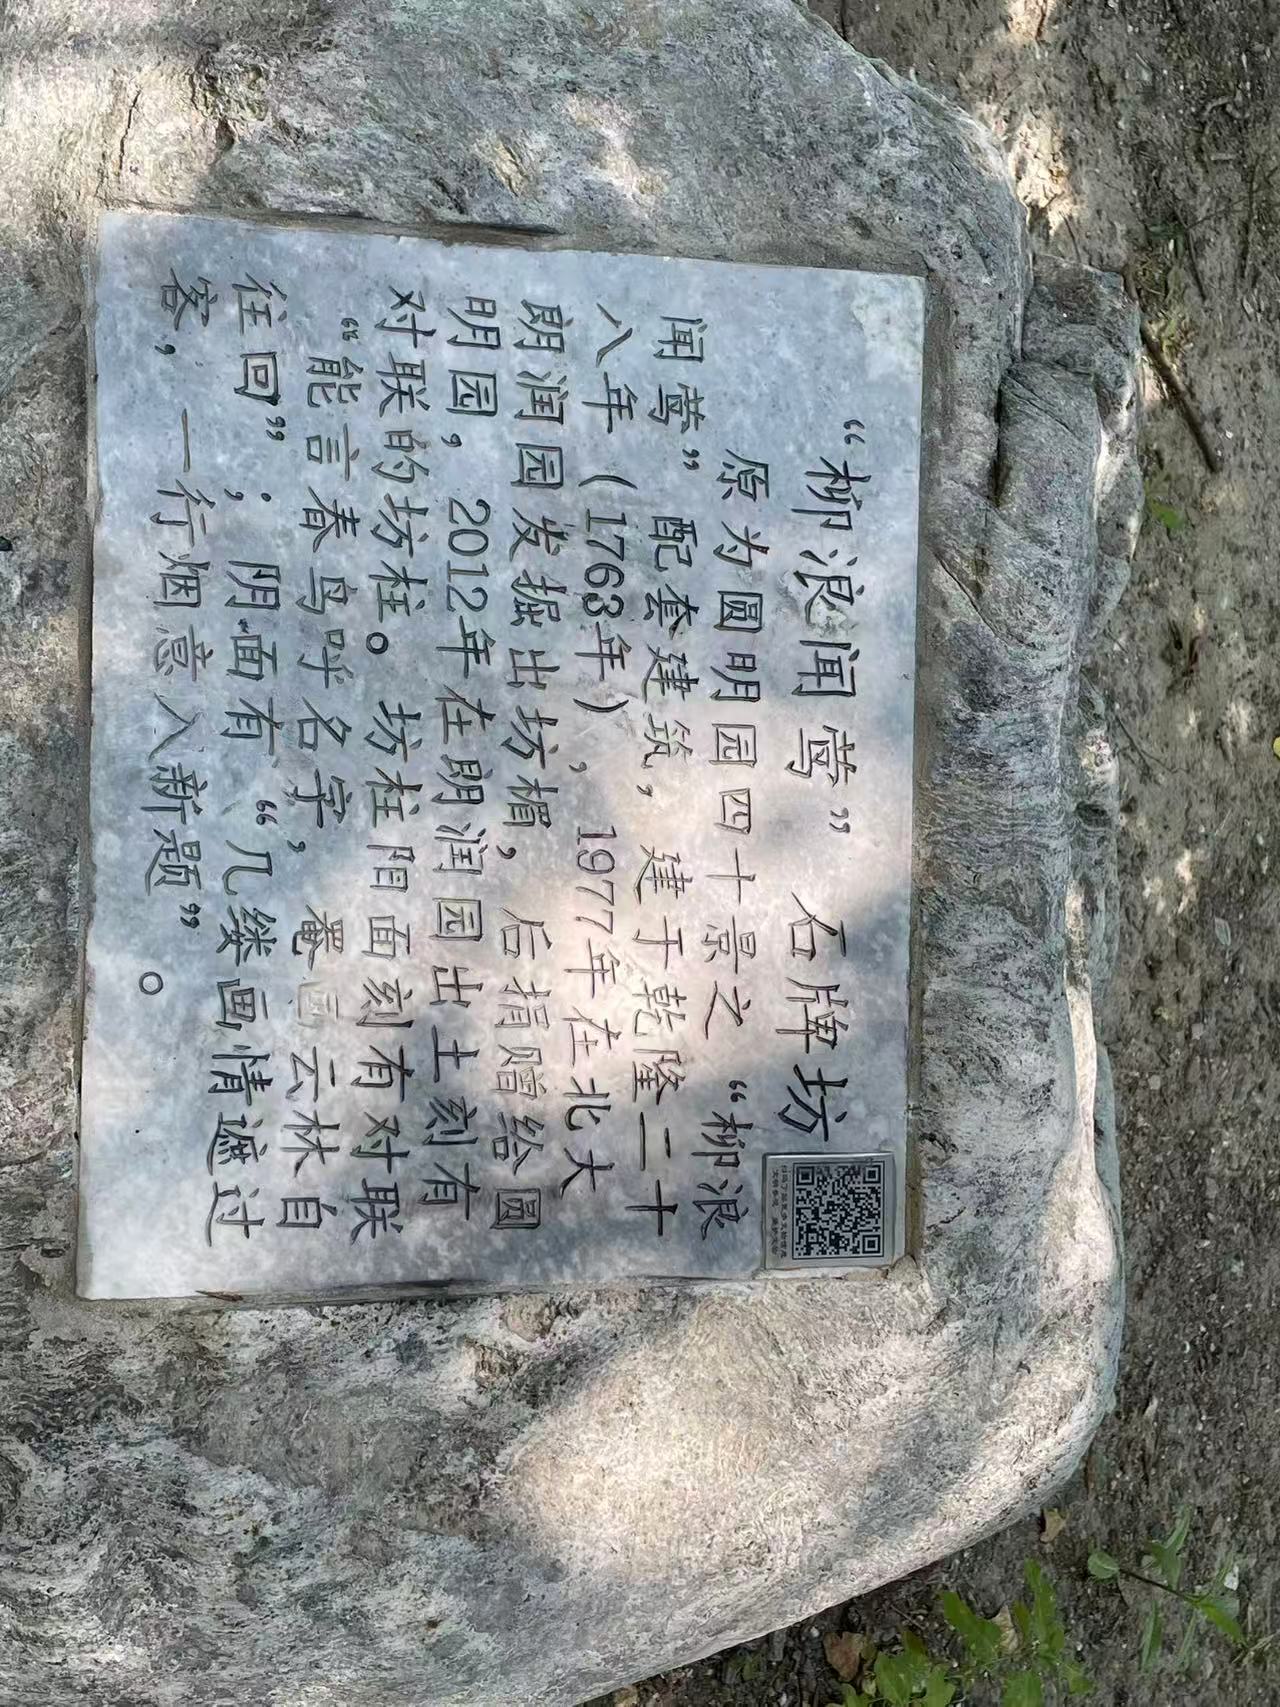 “柳浪闻莺” 石牌坊
原为圆明园四十景之“柳浪
闻莺”配套建筑，建于乾隆二十
八年（1763年），1977年在北大
朗润园发掘出坊楣，后捐赠给圆
明园，2012年在朗润园出土刻有
对联的坊柱。坊柱阳面刻有对联
“能言春鸟呼名字，罨画云林自
往回”；阴面有“几缕画情遮过
客，一行烟意入新题”。